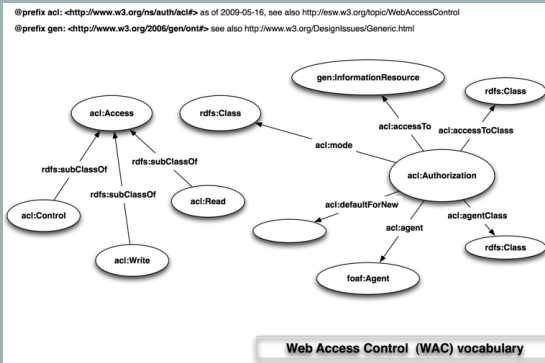 @prefix acl: <http://www.w3.org/ns/auth/acl#> as of 2009-05-16, see also http://esw.w3.org/topic/WebAccessControl
@prefix gen: <http://www.w3.org/2006/gen/ont#> see also http://www.w3.org/DesignIssues/Generic.html
gen:InformationResource
rdfs:Class
acl:Access
rdfs:Class
acl:accessTo
acl:accessToClass
acl:mode
rdfs:subClassOf
acl:Authorization
rdfs:subClassOf
rdfs:subClassOf
acl:Read
acl:defaultForNew
acl:Control
acl:agentClass
acl:agent
rdfs:Class
acl:Write
foaf:Agent
Web Access Control (WAC) vocabulary